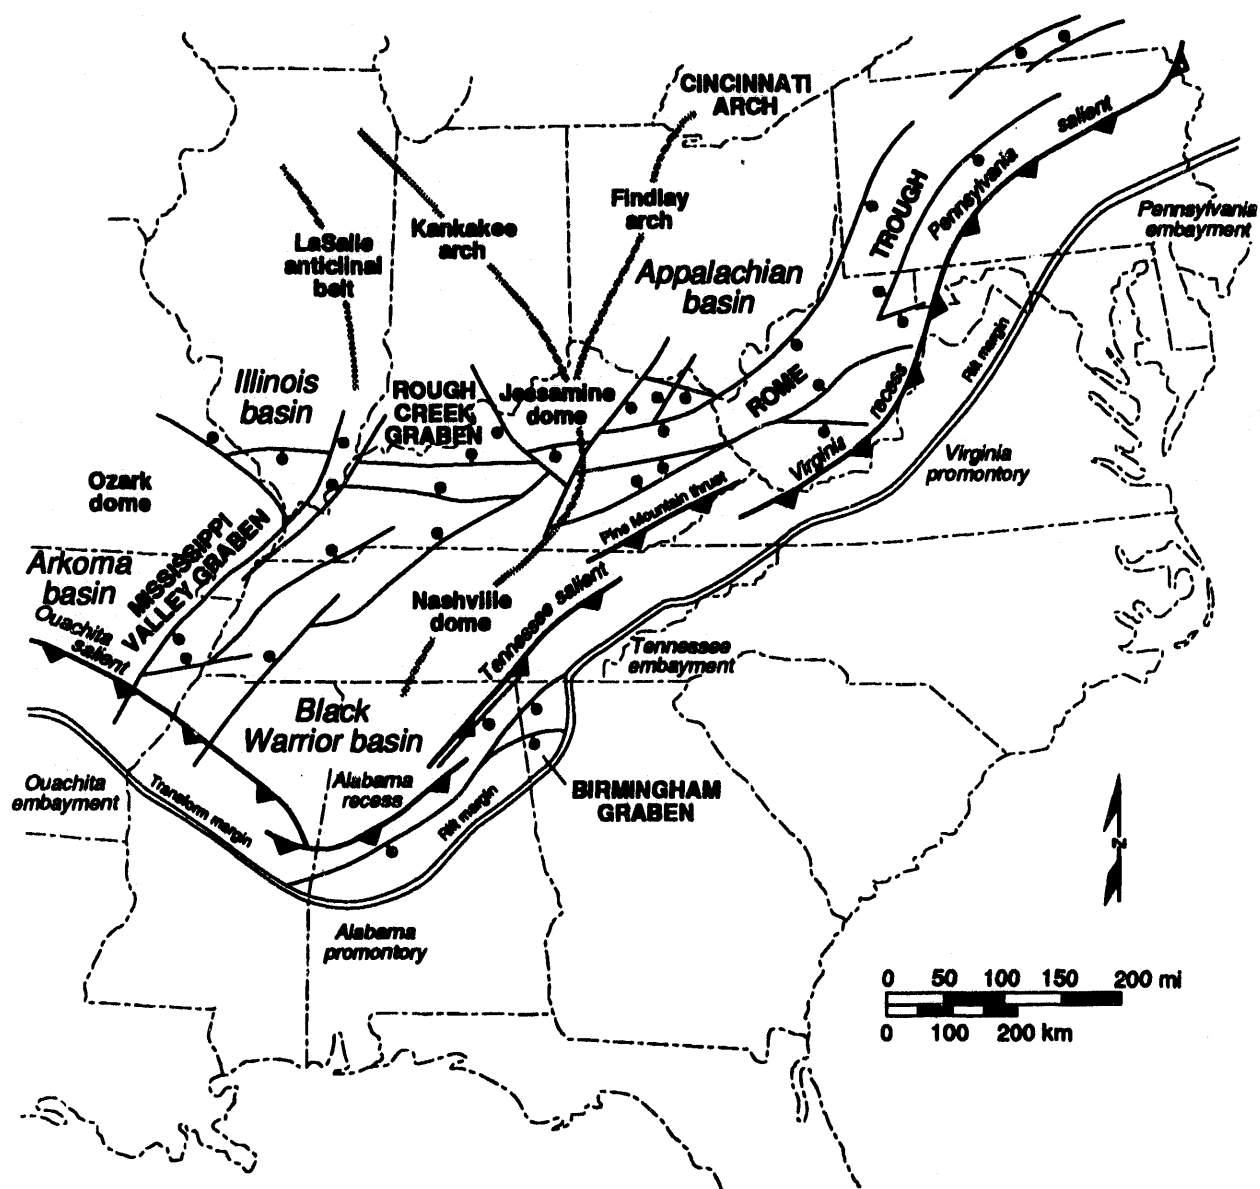 CINCINNATI
ARCH
Findlay
arch
Kankakee
arch
LaSalle
anticlinal
belt
Appalachian
basin
TROUGH
Pennsylvania
salient
Pennsylvania
embayment
Illinois
basin
ROUGH
CREEK
GRABEN
Jessamine
dome
ROME
recess
Virginia
Rift margin
Virginia
promontory
Ozark
dome
Pine Mountain thrust
MISSISSIPPI
VALLEY GRABEN
Arkoma
basin
Ouachita
salient
Nashville
dome
Tennessee salient
Tennessee
embayment
Black
Warrior basin
Alabama
recess
Ouachita
embayment
Transform margin
Rift margin
BIRMINGHAM
GRABEN
N
Alabama
promontory
0 50 100 150 200 mi
0 100 200 km